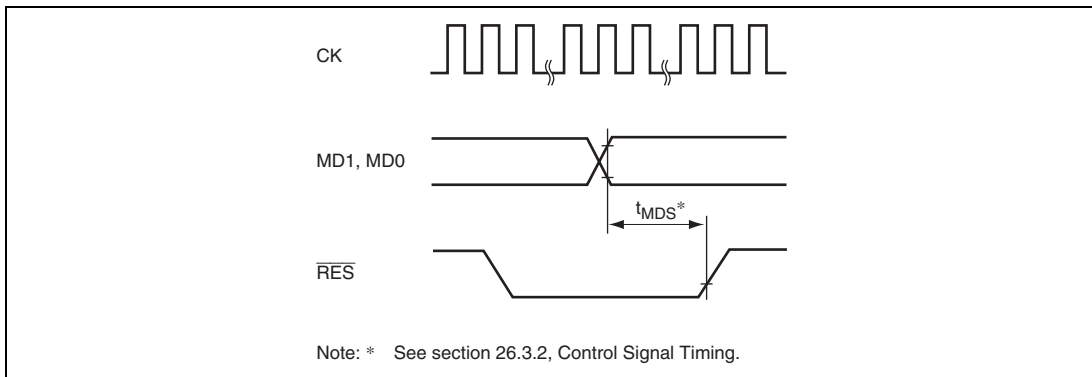 CK
MD1, MD0
tMDS*
RES
Note: * See section 26.3.2, Control Signal Timing.